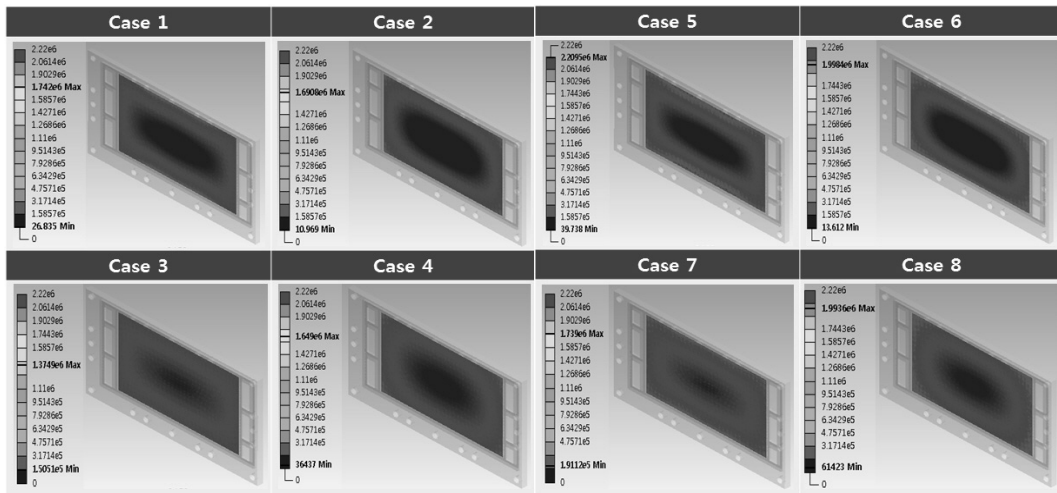 Case 1
2.22e6
2.0614e6
1.9029e6
1.742e6 Max
1.5857e6
1.4271e6
1.2686e6
1.11e6
9.5143e5
7.9286e5
6.3429e5
4.7571e5
3.1714e5
1.5857e5
26.835 Min
0
Case 2
2.22e6
2.0614e6
1.9029e6
1.6908e6 Max
1.4271e6
1.2686e6
1.11e6
9.5143e5
7.9286e5
6.3429e5
4.7571e5
3.1714e5
1.5857e5
10.969 Min
0
Case 5
2.22e6
2.2095e6 Max
2.0614e6
1.9029e6
1.7443e6
1.5857e6
1.4271e6
1.2686e6
1.11e6
9.5143e5
7.9286e5
6.3429e5
4.7571e5
3.1714e5
1.5857e5
39.738 Min
0
Case 6
2.22e6
1.9984e6 Max
1.7443e6
1.5857e6
1.4271e6
1.2686e6
1.11e6
9.5143e5
7.9286e5
6.3429e5
4.7571e5
3.1714e5
1.5857e5
13.612 Min
0
Case 3
2.22e6
2.0614e6
1.9029e6
1.7443e6
1.5857e6
1.3749e6 Max
1.11e6
9.5143e5
7.9286e5
6.3429e5
4.7571e5
3.1714e5
1.5051e5 Min
0
Case 4
2.22e6
2.0614e6
1.9029e6
1.649e6 Max
1.4271e6
1.2686e6
1.11e6
9.5143e5
7.9286e5
6.3429e5
4.7571e5
3.1714e5
36437 Min
0
Case 7
2.22e6
2.0614e6
1.9029e6
1.739e6 Max
1.5857e6
1.4271e6
1.2686e6
1.11e6
9.5143e5
7.9286e5
6.3429e5
4.7571e5
1.9112e5 Min
0
Case 8
2.22e6
1.9936e6 Max
1.7443e6
1.5857e6
1.4271e6
1.2686e6
1.11e6
9.5143e5
7.9286e5
6.3429e5
4.7571e5
3.1714e5
61423 Min
0